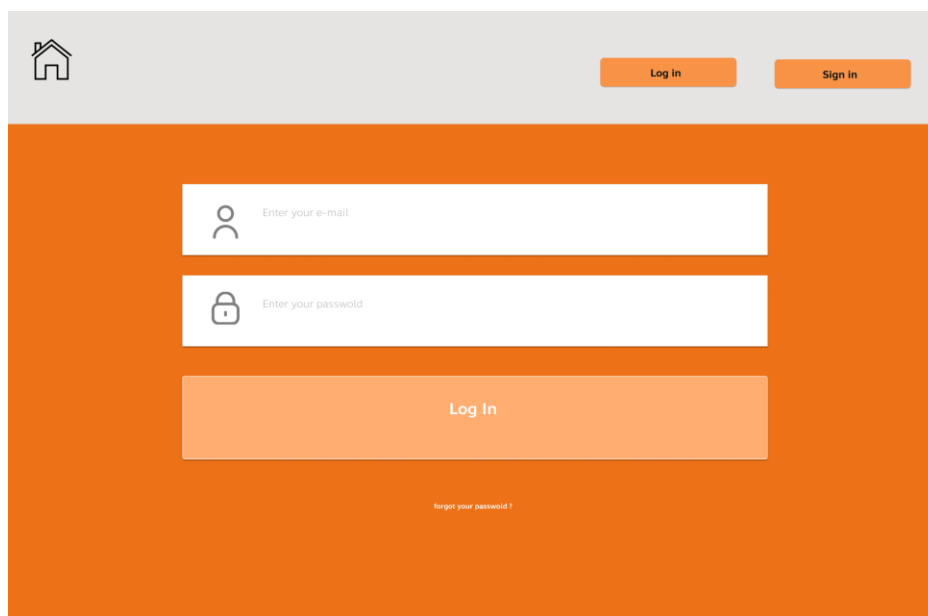 Log in
Sign in
Enter your e-mail
Enter your passwold
Log In
forgot your passwold ?